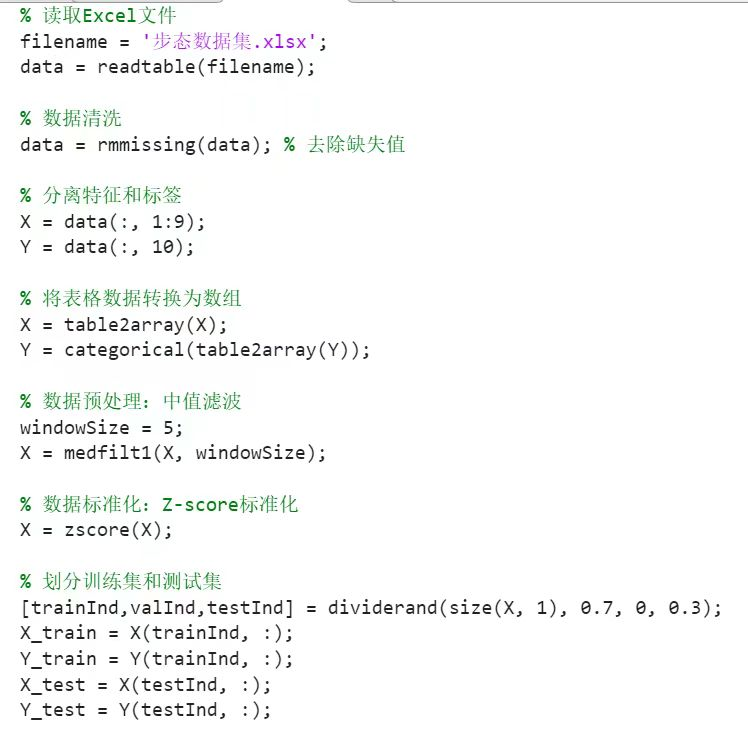 % 读取Excel文件
filename = '步态数据集.xlsx';
data = readtable(filename);
% 数据清洗
data = rmmissing(data); % 去除缺失值
% 分离特征和标签
X = data(:, 1:9);
Y = data(:, 10);
% 将表格数据转换为数组
X = table2array(X);
Y = categorical(table2array(Y));
% 数据预处理：中值滤波
windowSize = 5;
X = medfilt1(X, windowSize);
% 数据标准化：Z-score标准化
X = zscore(X);
% 划分训练集和测试集
[trainInd,valInd,testInd] = dividerand(size(X, 1), 0.7, 0, 0.3);
X_train = X(trainInd, :);
Y_train = Y(trainInd, :);
X_test = X(testInd, :);
Y_test = Y(testInd, :);